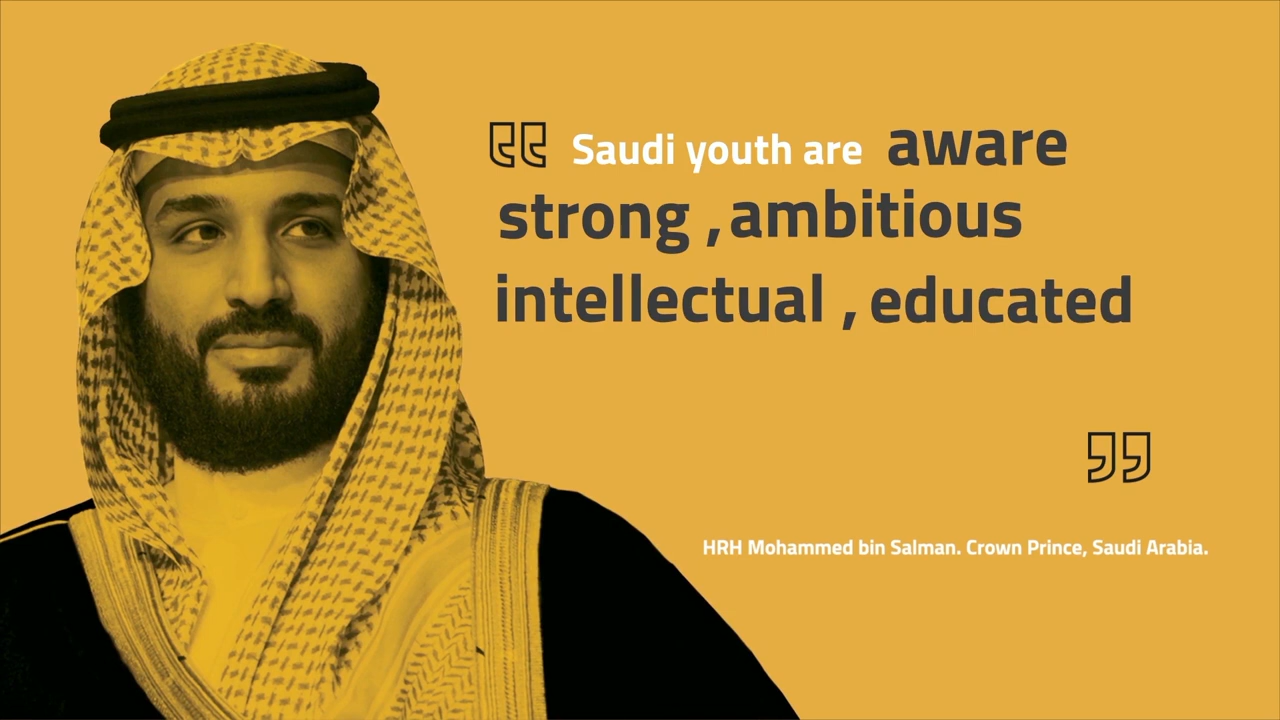 Saudi youth are aware
strong , ambitious
intellectual , educated
HRH Mohammed bin Salman. Crown Prince, Saudi Arabia.